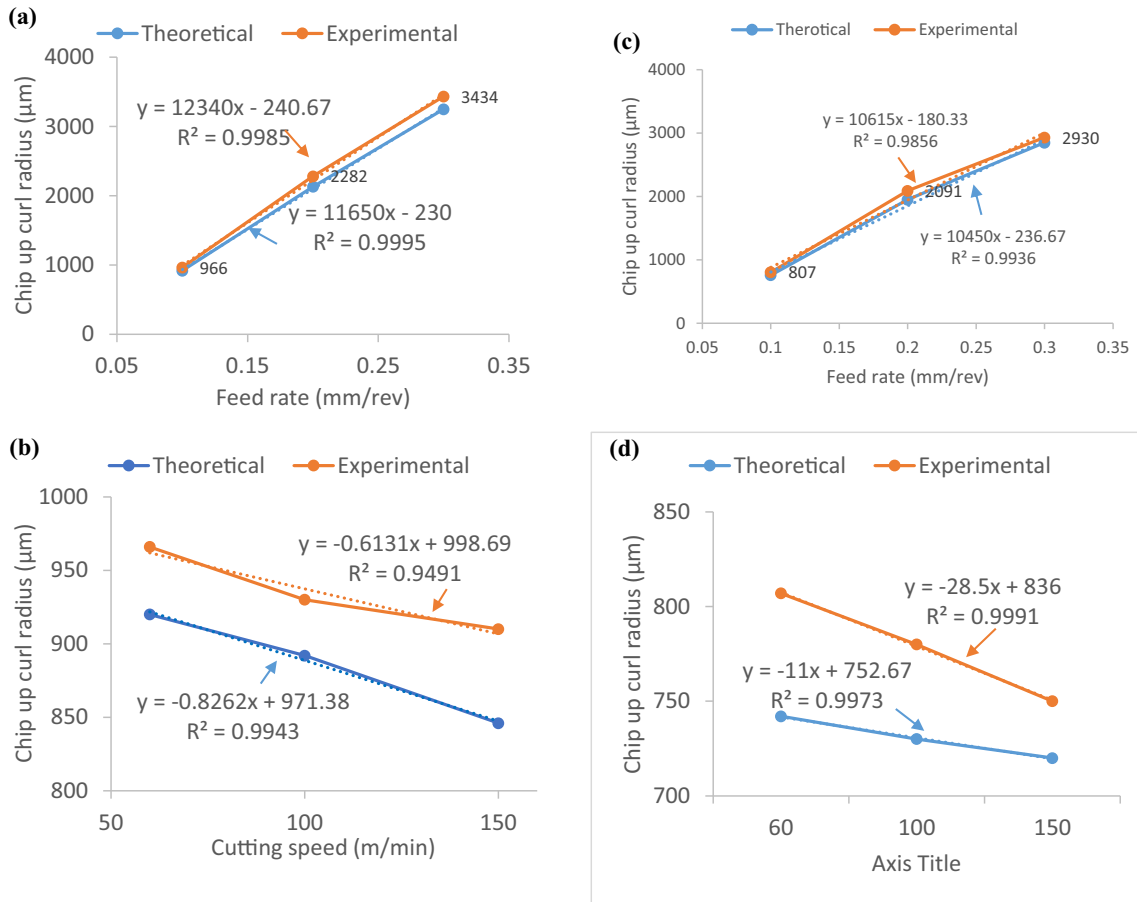 (a)
Theoretical Experimental
Chip up curl radius (µm)
4000
3000
2000
1000
0
y = 12340x - 240.67
R² = 0.9985
3434
2282
y = 11650x - 230
R² = 0.9995
966
0.05 0.15 0.25 0.35
Feed rate (mm/rev)
(c)
Therotical Experimental
Chip up curl radius (µm)
4000
3000
2000
1000
0
y = 10615x - 180.33
R² = 0.9856
2930
2091
y = 10450x - 236.67
R² = 0.9936
807
0.05 0.1 0.15 0.2 0.25 0.3 0.35
Feed rate (mm/rev)
(b)
Theoretical Experimental
Chip up curl radius (µm)
1000
950
900
850
800
y = -0.6131x + 998.69
R² = 0.9491
y = -0.8262x + 971.38
R² = 0.9943
50 100 150
Cutting speed (m/min)
(d)
Theoretical Experimental
Chip up curl radius (µm)
850
800
750
700
y = -28.5x + 836
R² = 0.9991
y = -11x + 752.67
R² = 0.9973
60 100 150
Axis Title